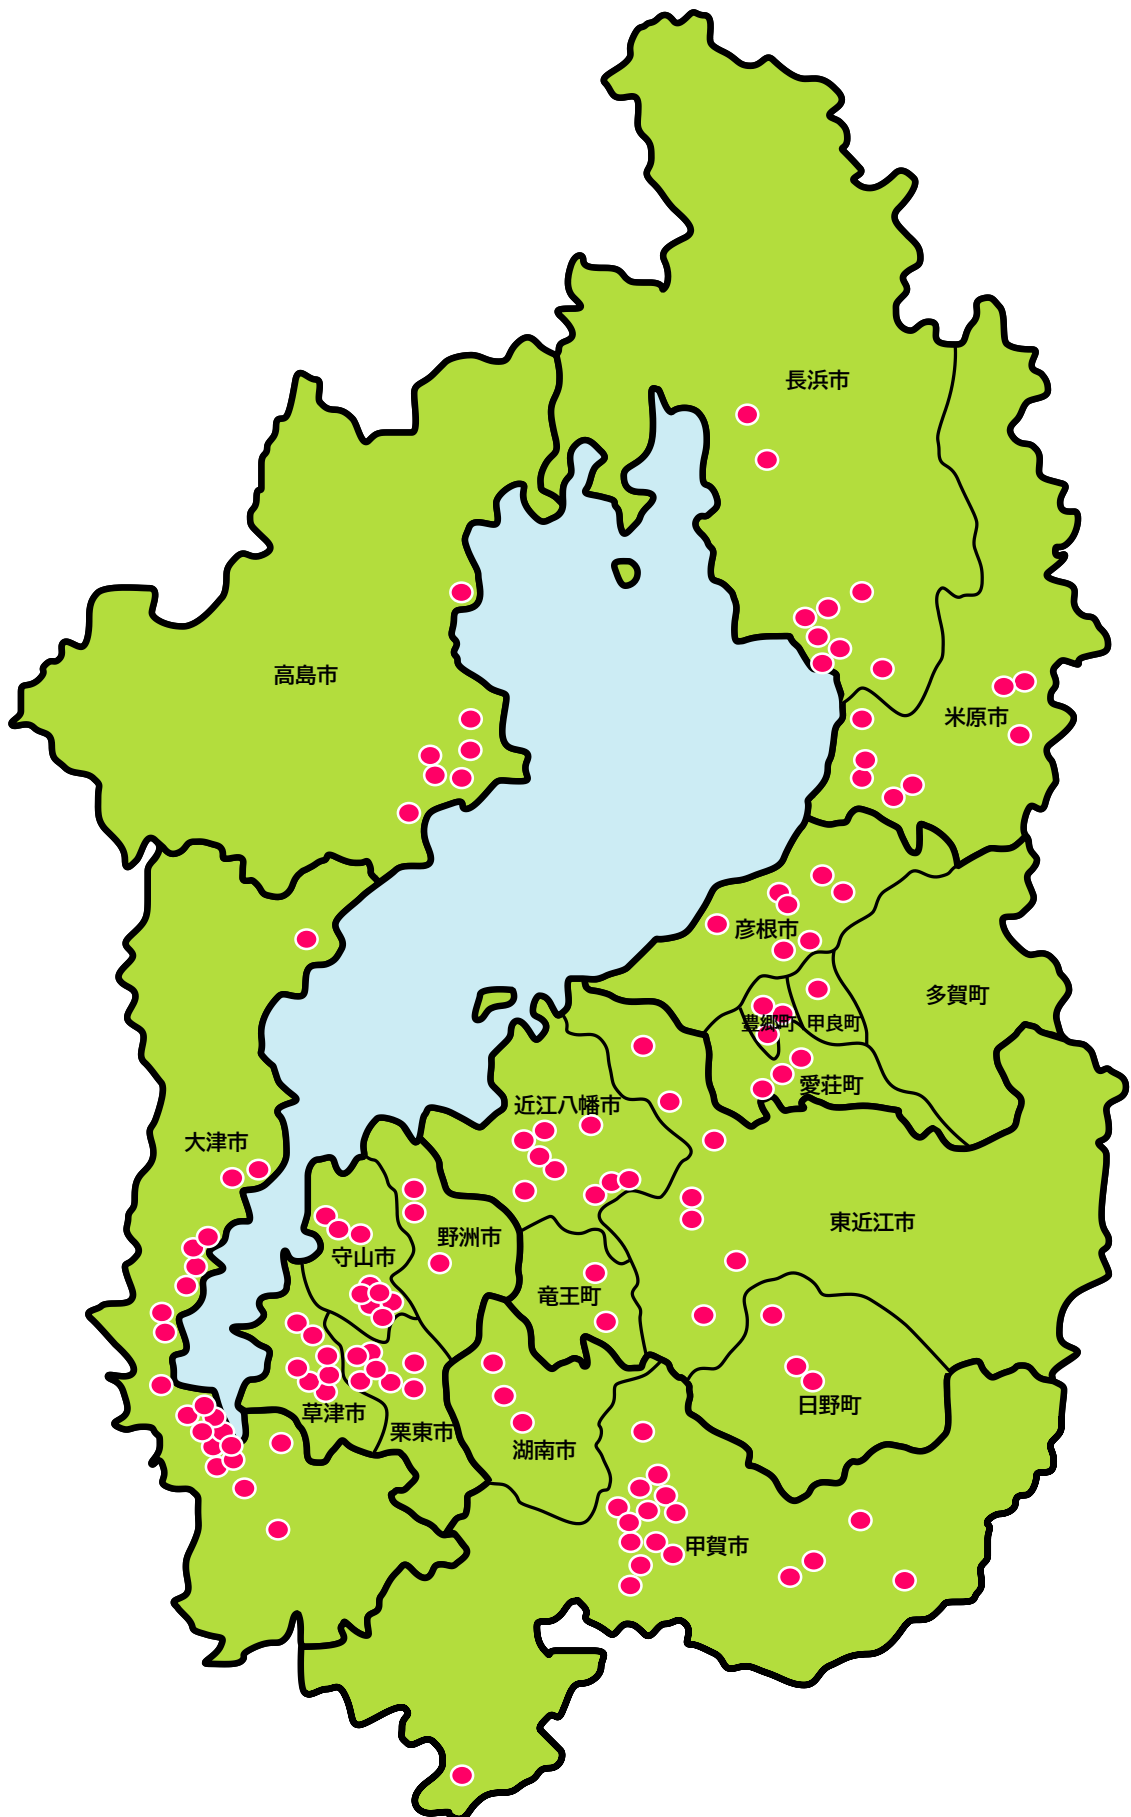 長浜市
高島市
米原市
彦根市
多賀町
豊郷町
甲良町
愛荘町
近江八幡市
大津市
東近江市
野洲市
守山市
竜王町
日野町
草津市
栗東市
湖南市
甲賀市